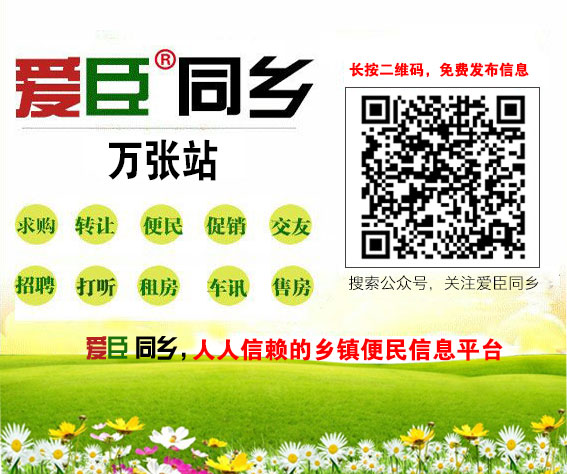 爱臣®同乡
万张站
求购 转让 便民 促销 交友
招聘 打听 租房 车讯 售房
长按二维码，免费发布信息
搜索公众号，关注爱臣同乡
爱臣同乡，人人信赖的乡镇便民信息平台